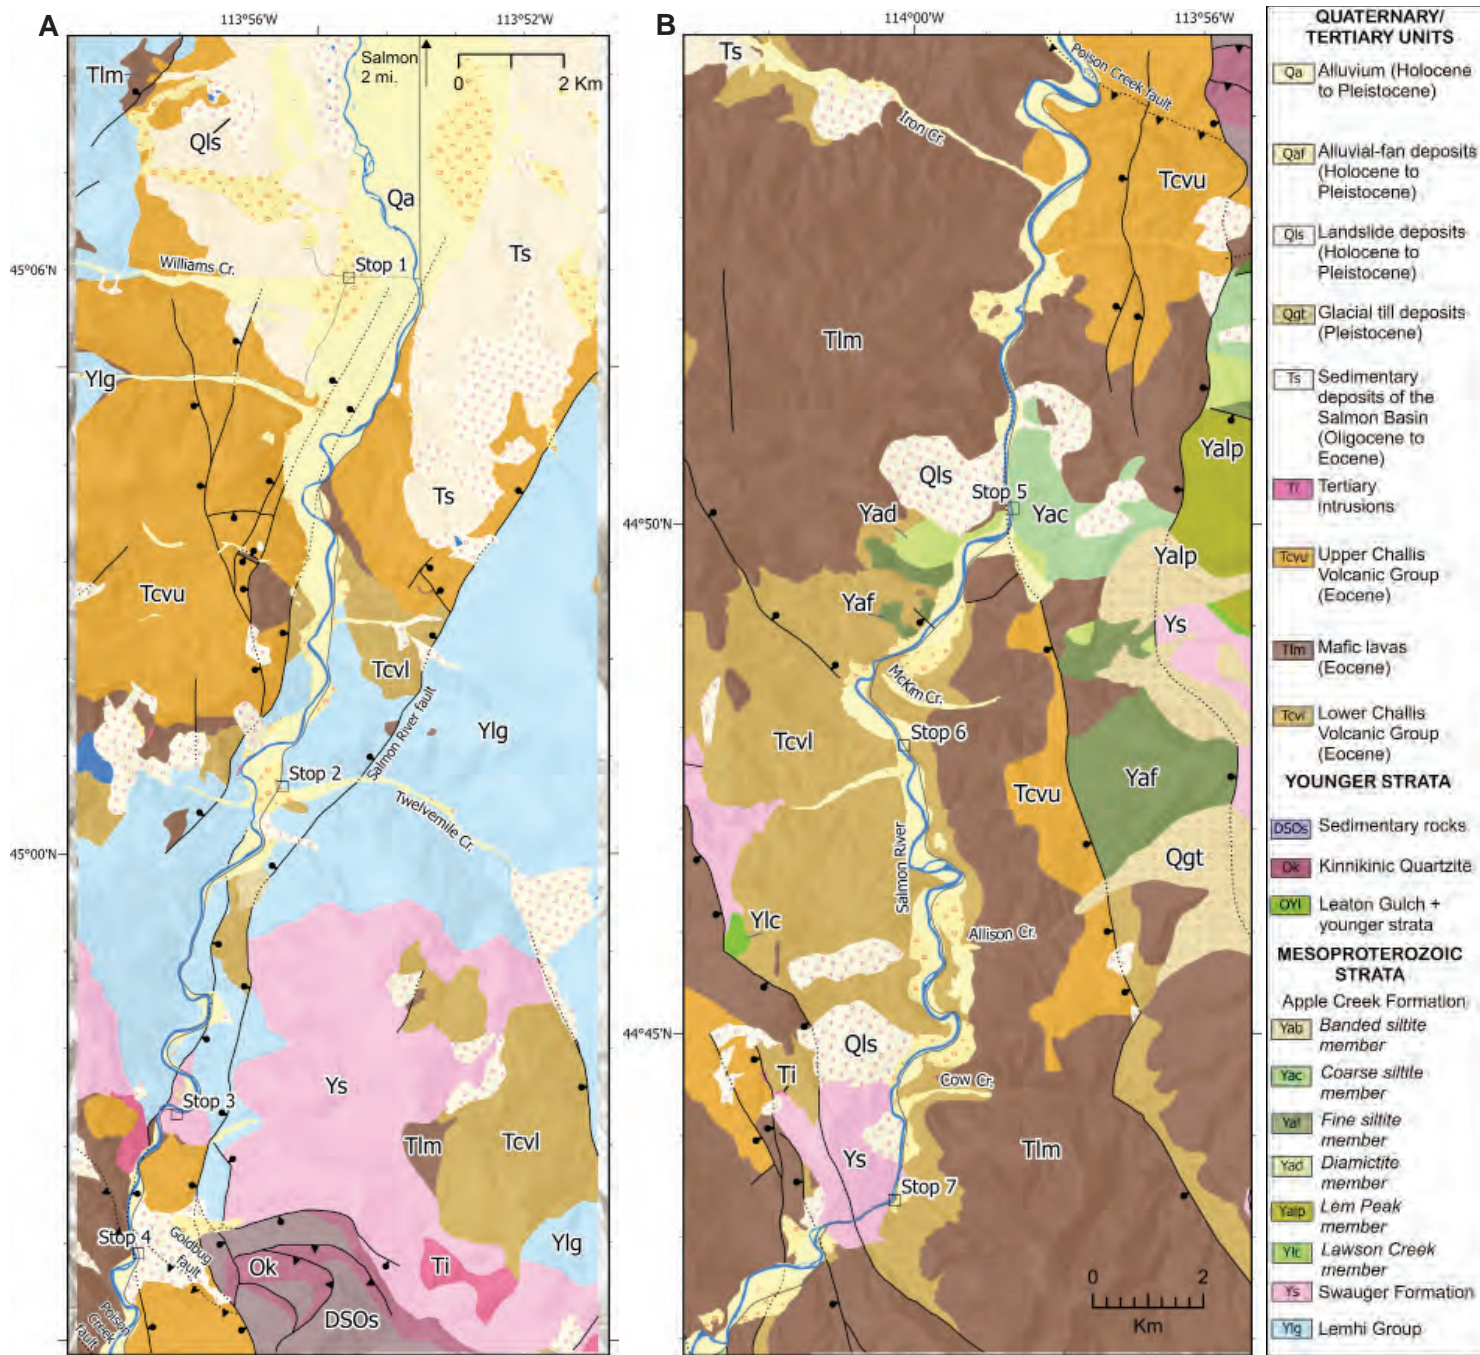 A
113°56'W
113°52'W
Salmon
2 mi.
0
2 Km
Tlm
Qls
Qa
Ts
45°06'N
Williams Cr.
Stop 1
Ylg
Ts
Tcvu
Tcvl
Salmon River fault
Ylg
Stop 2
Twelvemile Cr.
45°00'N
Ys
Stop 3
Tlm
Tcvl
Stop 4
Goldbug
fault
Ok
Ti
Ylg
DSOs
Poison
Creek
fault
B
114°00'W
113°56'W
Ts
Poison Creek fault
Iron Cr.
Tcvu
Tlm
Qls
Stop 5
Yalp
44°50'N
Yad
Yac
Yalp
Yaf
Ys
McKim Cr.
Tcvl
Stop 6
Tcvu
Yaf
Salmon River
Qgt
Ylc
Allison Cr.
44°45'N
Qls
Ti
Cow Cr.
Ys
Tlm
Stop 7
0
2
Km
QUATERNARY/
TERTIARY UNITS
Qa Alluvium (Holocene
to Pleistocene)
Qaf Alluvial-fan deposits
(Holocene to
Pleistocene)
Qls Landslide deposits
(Holocene to
Pleistocene)
Qgt Glacial till deposits
(Pleistocene)
Ts Sedimentary
deposits of the
Salmon Basin
(Oligocene to
Eocene)
Ti Tertiary
Intrusions
Tcvu Upper Challis
Volcanic Group
(Eocene)
Tlm Mafic lavas
(Eocene)
Tcvl Lower Challis
Volcanic Group
(Eocene)
YOUNGER STRATA
DSOs Sedimentary rocks
Ok Kinnikinic Quartzite
OYl Leaton Gulch +
younger strata
MESOPROTEROZOIC
STRATA
Apple Creek Formation
Yab Banded siltite
member
Yac Coarse siltite
member
Yaf Fine siltite
member
Yad Diamictite
member
Yalp Lem Peak
member
Ylc Lawson Creek
member
Ys Swauger Formation
Ylg Lemhi Group